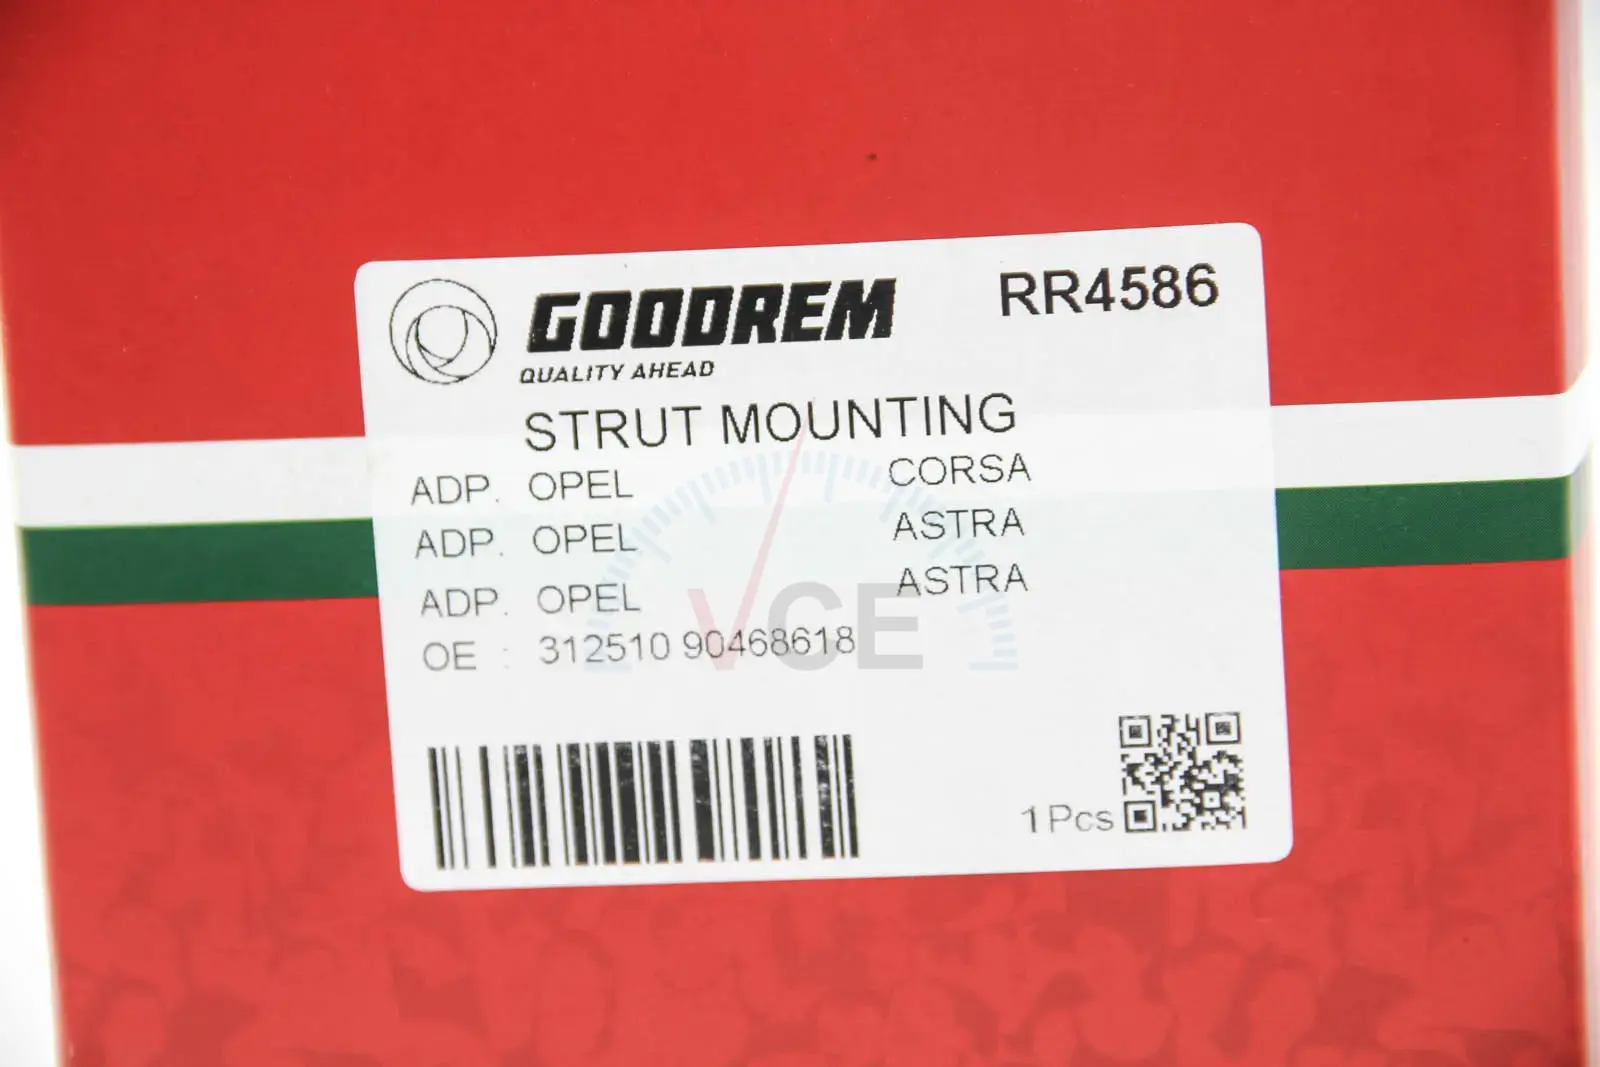 GOODREM RR4586
QUALITY AHEAD
STRUT MOUNTING
ADP. OPEL CORSA
ADP. OPEL ASTRA
ADP. OPEL ASTRA
OE : 312510 90468618
VCE
1 Pcs